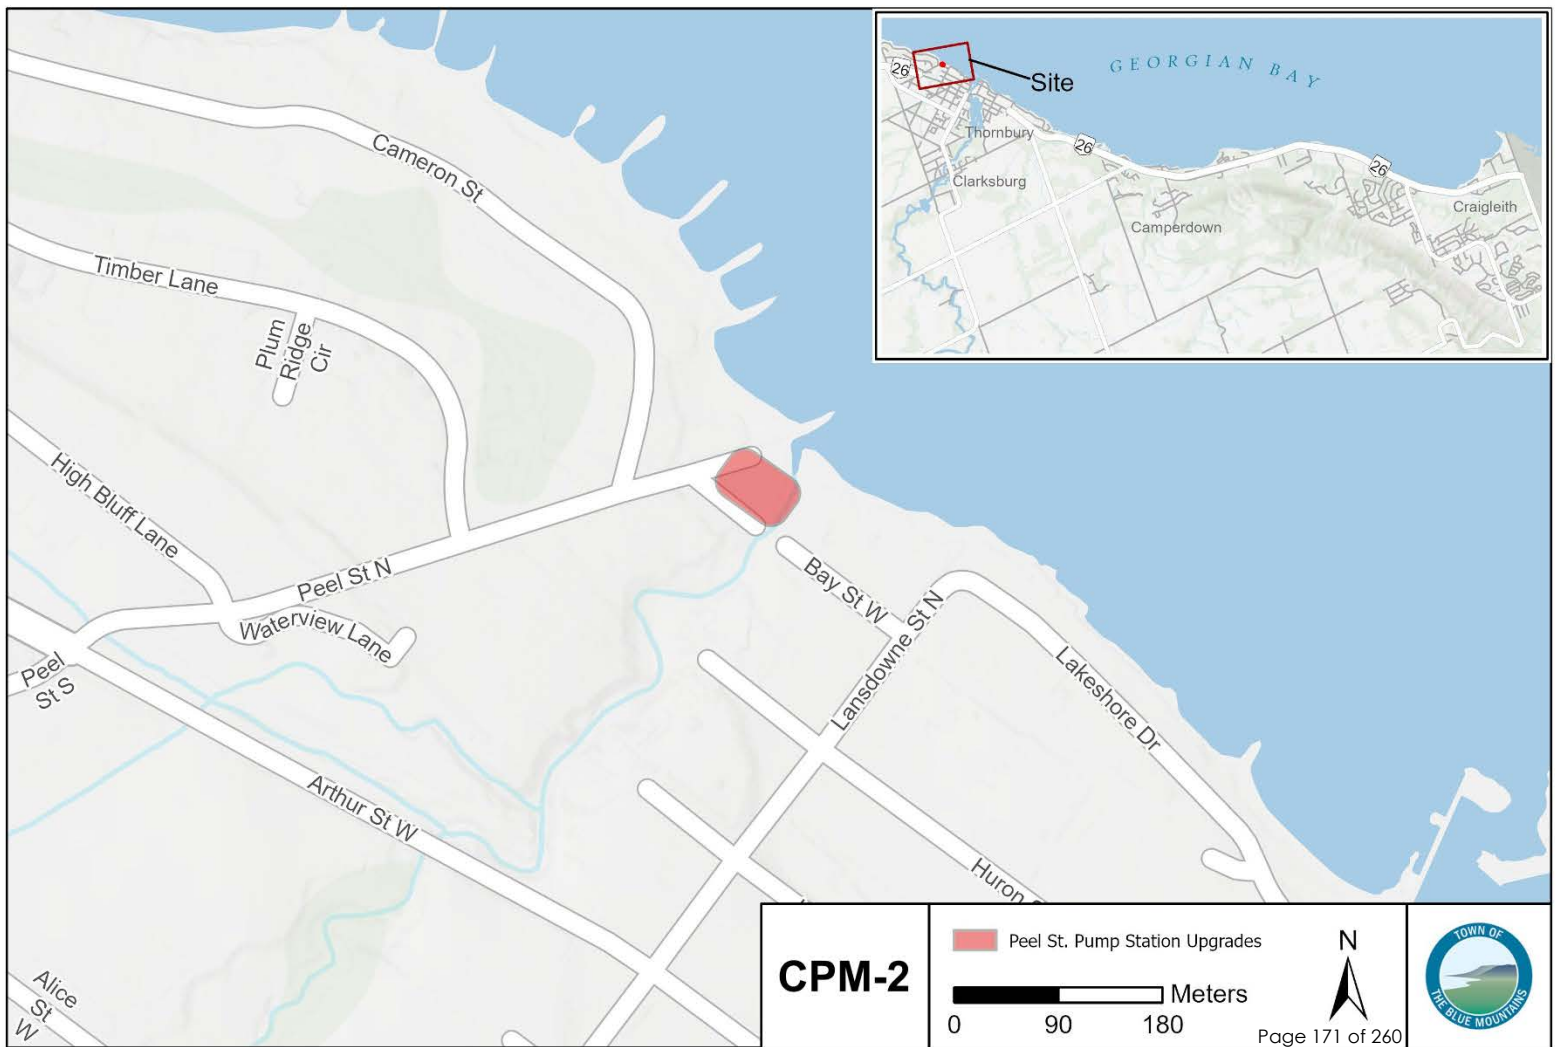 GEORGIAN BAY
26
Site
Thornbury
26
26
Clarksburg
Craigleith
Camperdown
Cameron St
Timber Lane
Plum
Ridge
Cir
High Bluff Lane
Peel St N
Waterview Lane
Peel
St S
Bay St W
Lansdowne St N
Lakeshore Dr
Arthur St W
Huron
Alice
St
W
CPM-2
Peel St. Pump Station Upgrades
Meters
0 90 180
N
Page 171 of 260
TOWN OF
THE BLUE MOUNTAINS